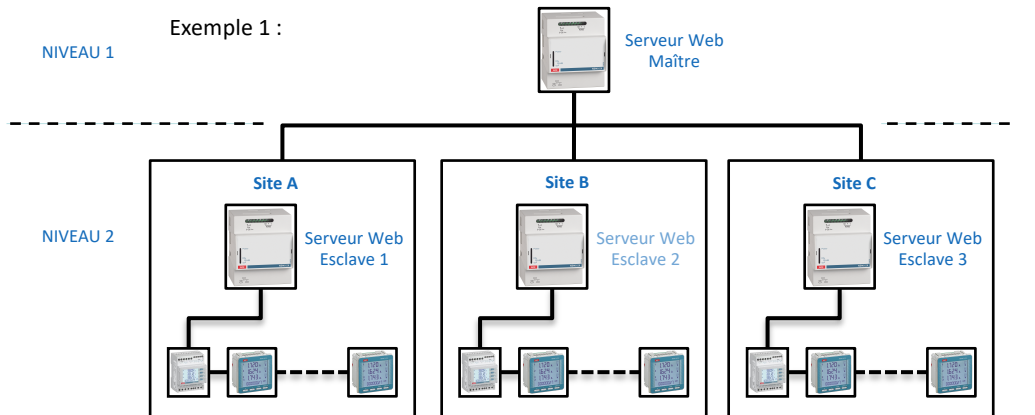 Exemple 1 :
NIVEAU 1
Serveur Web
Maître
Site A
Site B
Site C
NIVEAU 2
Serveur Web
Esclave 1
Serveur Web
Esclave 2
Serveur Web
Esclave 3